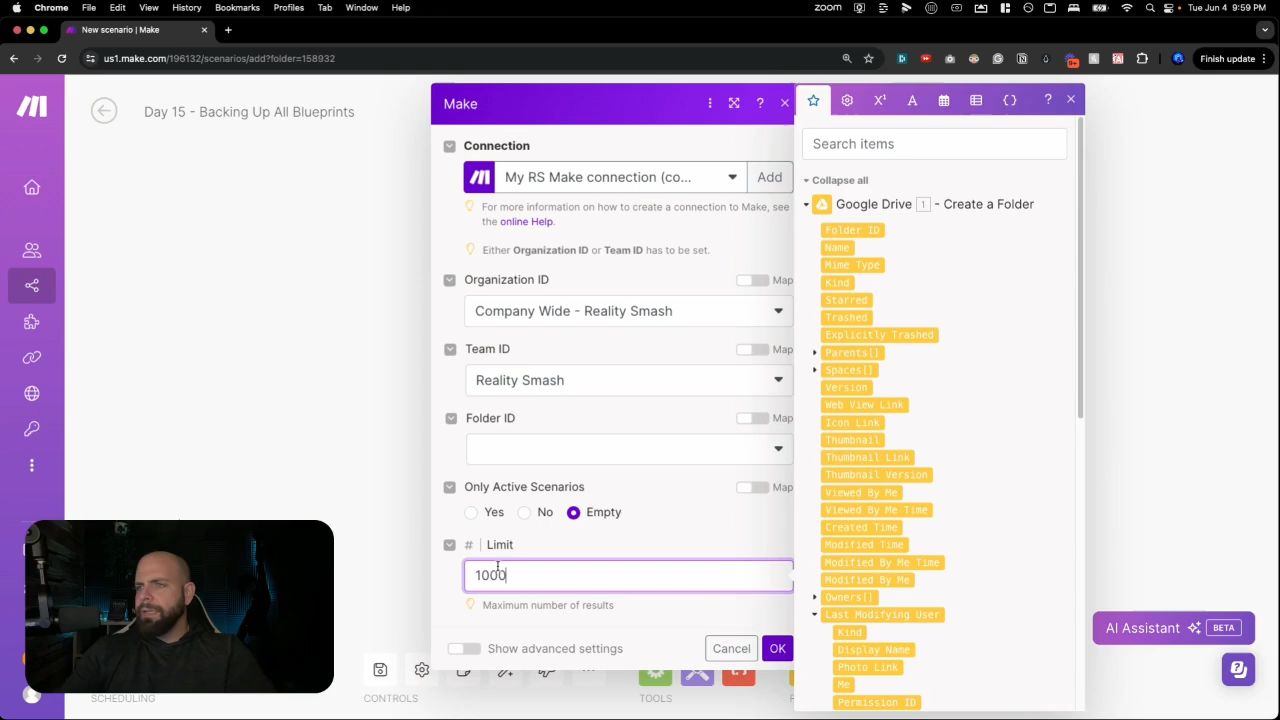 Chrome File Edit View History Bookmarks Profiles Tab Window Help
zoom Tue Jun 4 9:59 PM
New scenario | Make
us1.make.com/196132/scenarios/add?folder=158932
9+
Finish update
Day 15 - Backing Up All Blueprints
Make
?
Connection
My RS Make connection (co...
Add
For more information on how to create a connection to Make, see
the online Help.
Either Organization ID or Team ID has to be set.
Organization ID
Map
Company Wide - Reality Smash
Team ID
Map
Reality Smash
Folder ID
Map
Only Active Scenarios
Map
Yes
No
Empty
# | Limit
1000
Maximum number of results
Show advanced settings
Cancel
OK
Search items
Collapse all
Google Drive 1 - Create a Folder
Folder ID
Name
Mime Type
Kind
Starred
Trashed
Explicitly Trashed
Parents[]
Spaces[]
Version
Web View Link
Icon Link
Thumbnail
Thumbnail Link
Thumbnail Version
Viewed By Me
Viewed By Me Time
Created Time
Modified Time
Modified By Me Time
Modified By Me
Owners[]
Last Modifying User
Kind
Display Name
Photo Link
Me
Permission ID
AI Assistant BETA
SCHEDULING
CONTROLS
TOOLS